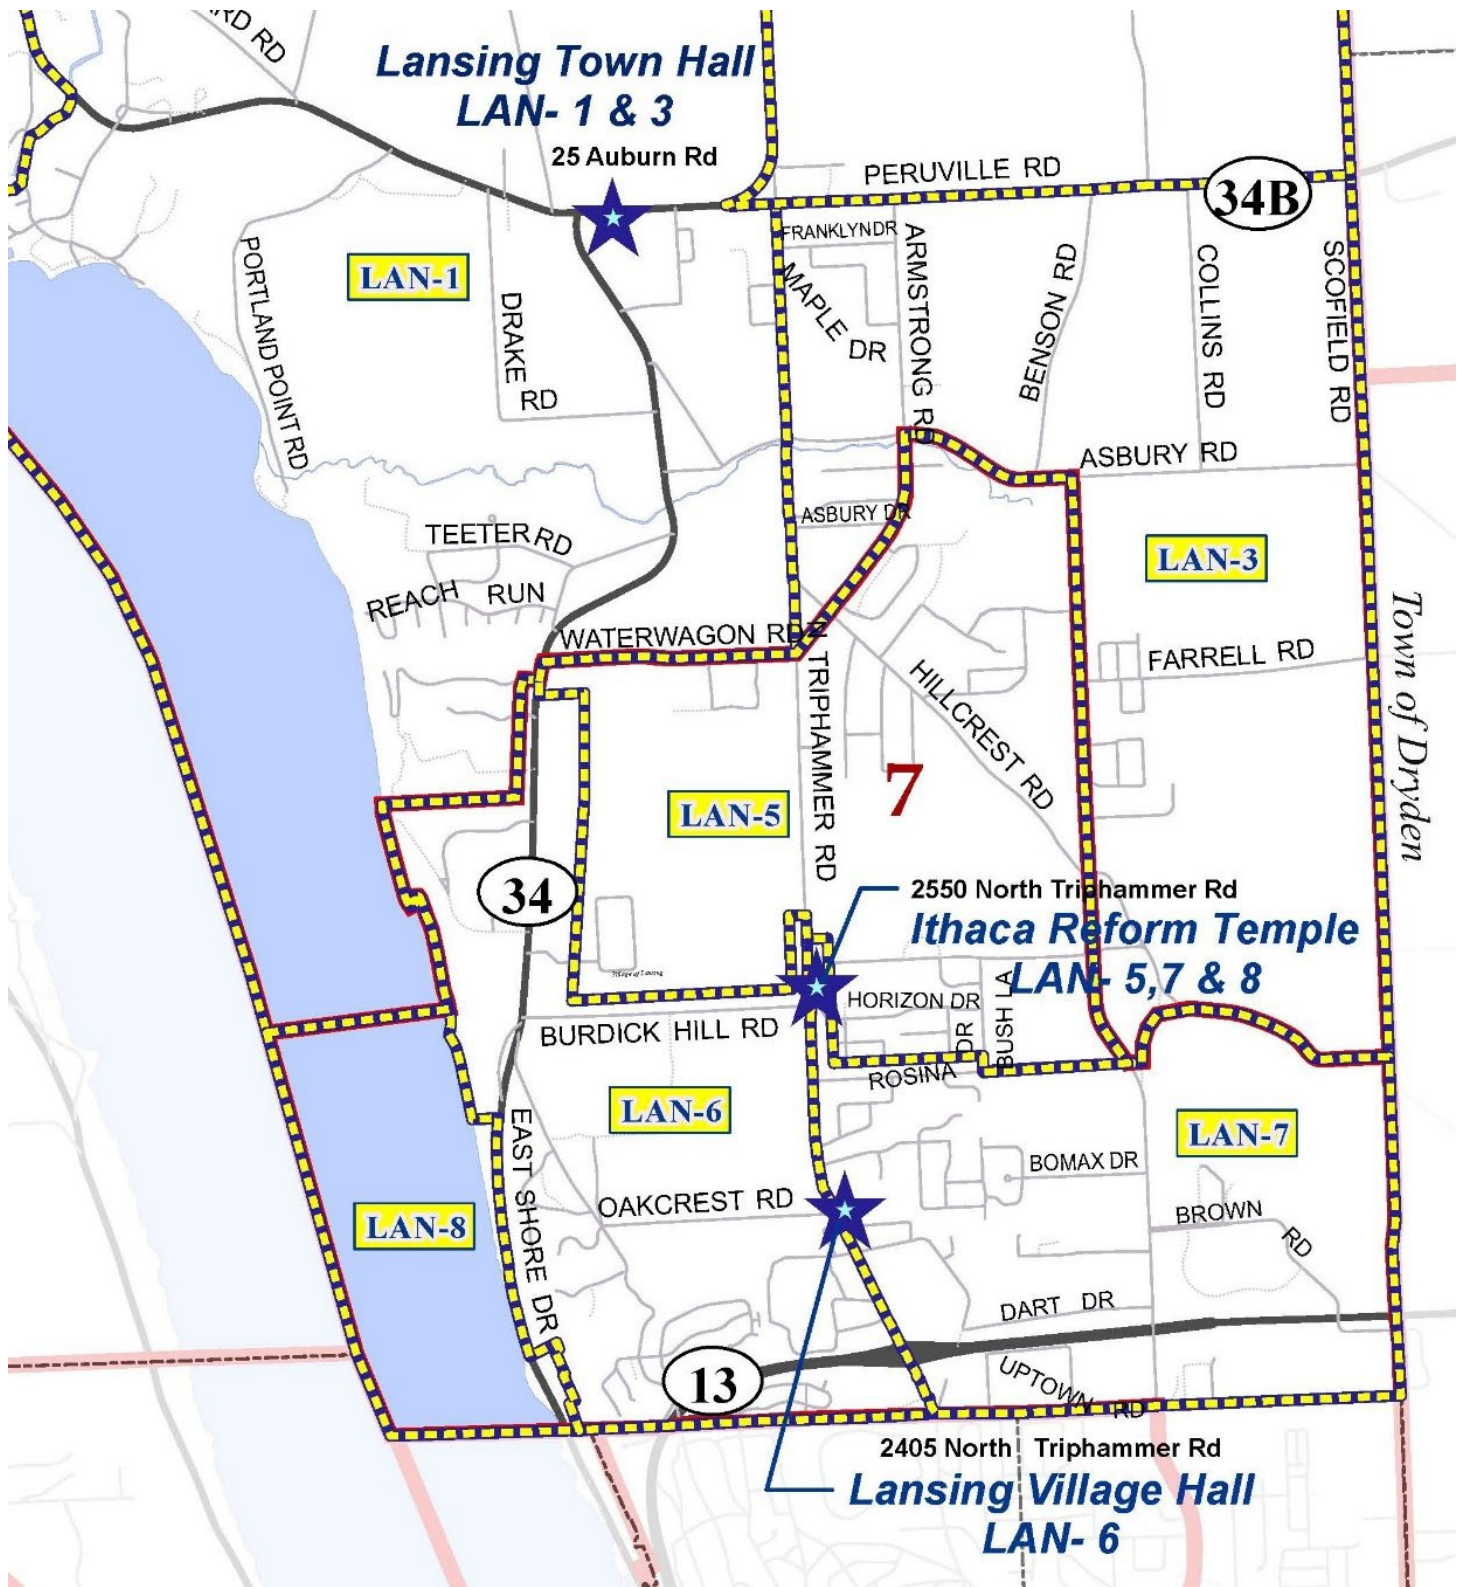 ARD RD
Lansing Town Hall
LAN- 1 & 3
25 Auburn Rd
PERUVILLE RD
34B
FRANKLYN DR
MAPLE DR
ARMSTRONG RD
BENSON RD
COLLINS RD
SCOFIELD RD
PORTLAND POINT RD
LAN-1
DRAKE RD
ASBURY RD
ASBURY DR
TEETER RD
REACH RUN
LAN-3
Town of Dryden
WATERWAGON RD
N TRIPHAMMER RD
FARRELL RD
HILLCREST RD
7
LAN-5
34
2550 North Triphammer Rd
Ithaca Reform Temple
LAN- 5,7 & 8
Village of Lansing
HORIZON DR
BUSH LA
BURDICK HILL RD
ROSINA DR
LAN-6
EAST SHORE DR
LAN-7
BOMAX DR
OAKCREST RD
LAN-8
BROWN RD
DART DR
13
UPTOWN RD
2405 North Triphammer Rd
Lansing Village Hall
LAN- 6